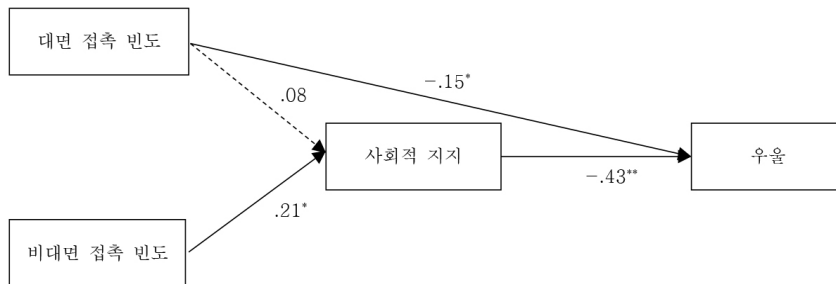 대면 접촉 빈도
-.15*
.08
사회적 지지
우울
-.43**
.21*
비대면 접촉 빈도